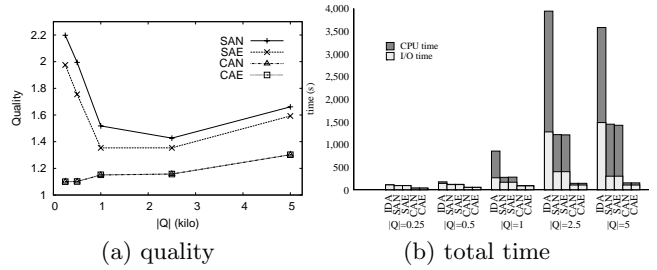 2.2
2
1.8
1.6
1.4
1.2
1
Quality
0 1 2 3 4 5
|Q| (kilo)
SAN
SAE
CAN
CAE
(a) quality
4,000
3,500
3,000
2,500
2,000
1,500
1,000
500
0
time (s)
CPU time
I/O time
IDA SAN SAE CAN CAE IDA SAN SAE CAN CAE IDA SAN SAE CAN CAE IDA SAN SAE CAN CAE IDA SAN SAE CAN CAE
|Q|=0.25 |Q|=0.5 |Q|=1 |Q|=2.5 |Q|=5
(b) total time